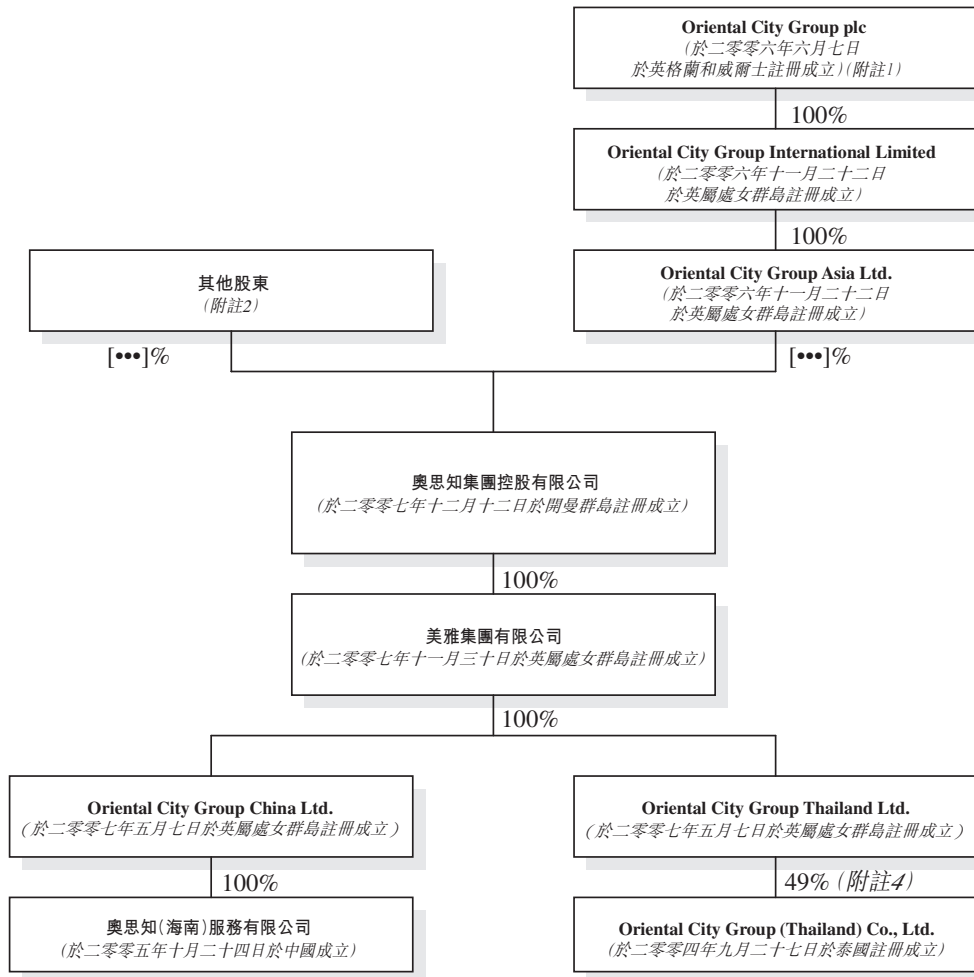 Oriental City Group plc
(於二零零六年六月七日
於英格蘭和威爾士註冊成立)(附註1)
100%
Oriental City Group International Limited
(於二零零六年十一月二十二日
於英屬處女群島註冊成立)
100%
其他股東
(附註2)
Oriental City Group Asia Ltd.
(於二零零六年十一月二十二日
於英屬處女群島註冊成立)
[•••]%
[•••]%
奧思知集團控股有限公司
(於二零零七年十二月十二日於開曼群島註冊成立)
100%
美雅集團有限公司
(於二零零七年十一月三十日於英屬處女群島註冊成立)
100%
Oriental City Group China Ltd.
(於二零零七年五月七日於英屬處女群島註冊成立)
Oriental City Group Thailand Ltd.
(於二零零七年五月七日於英屬處女群島註冊成立)
100%
49% (附註4)
奧思知(海南)服務有限公司
(於二零零五年十月二十四日於中國成立)
Oriental City Group (Thailand) Co., Ltd.
(於二零零四年九月二十七日於泰國註冊成立)